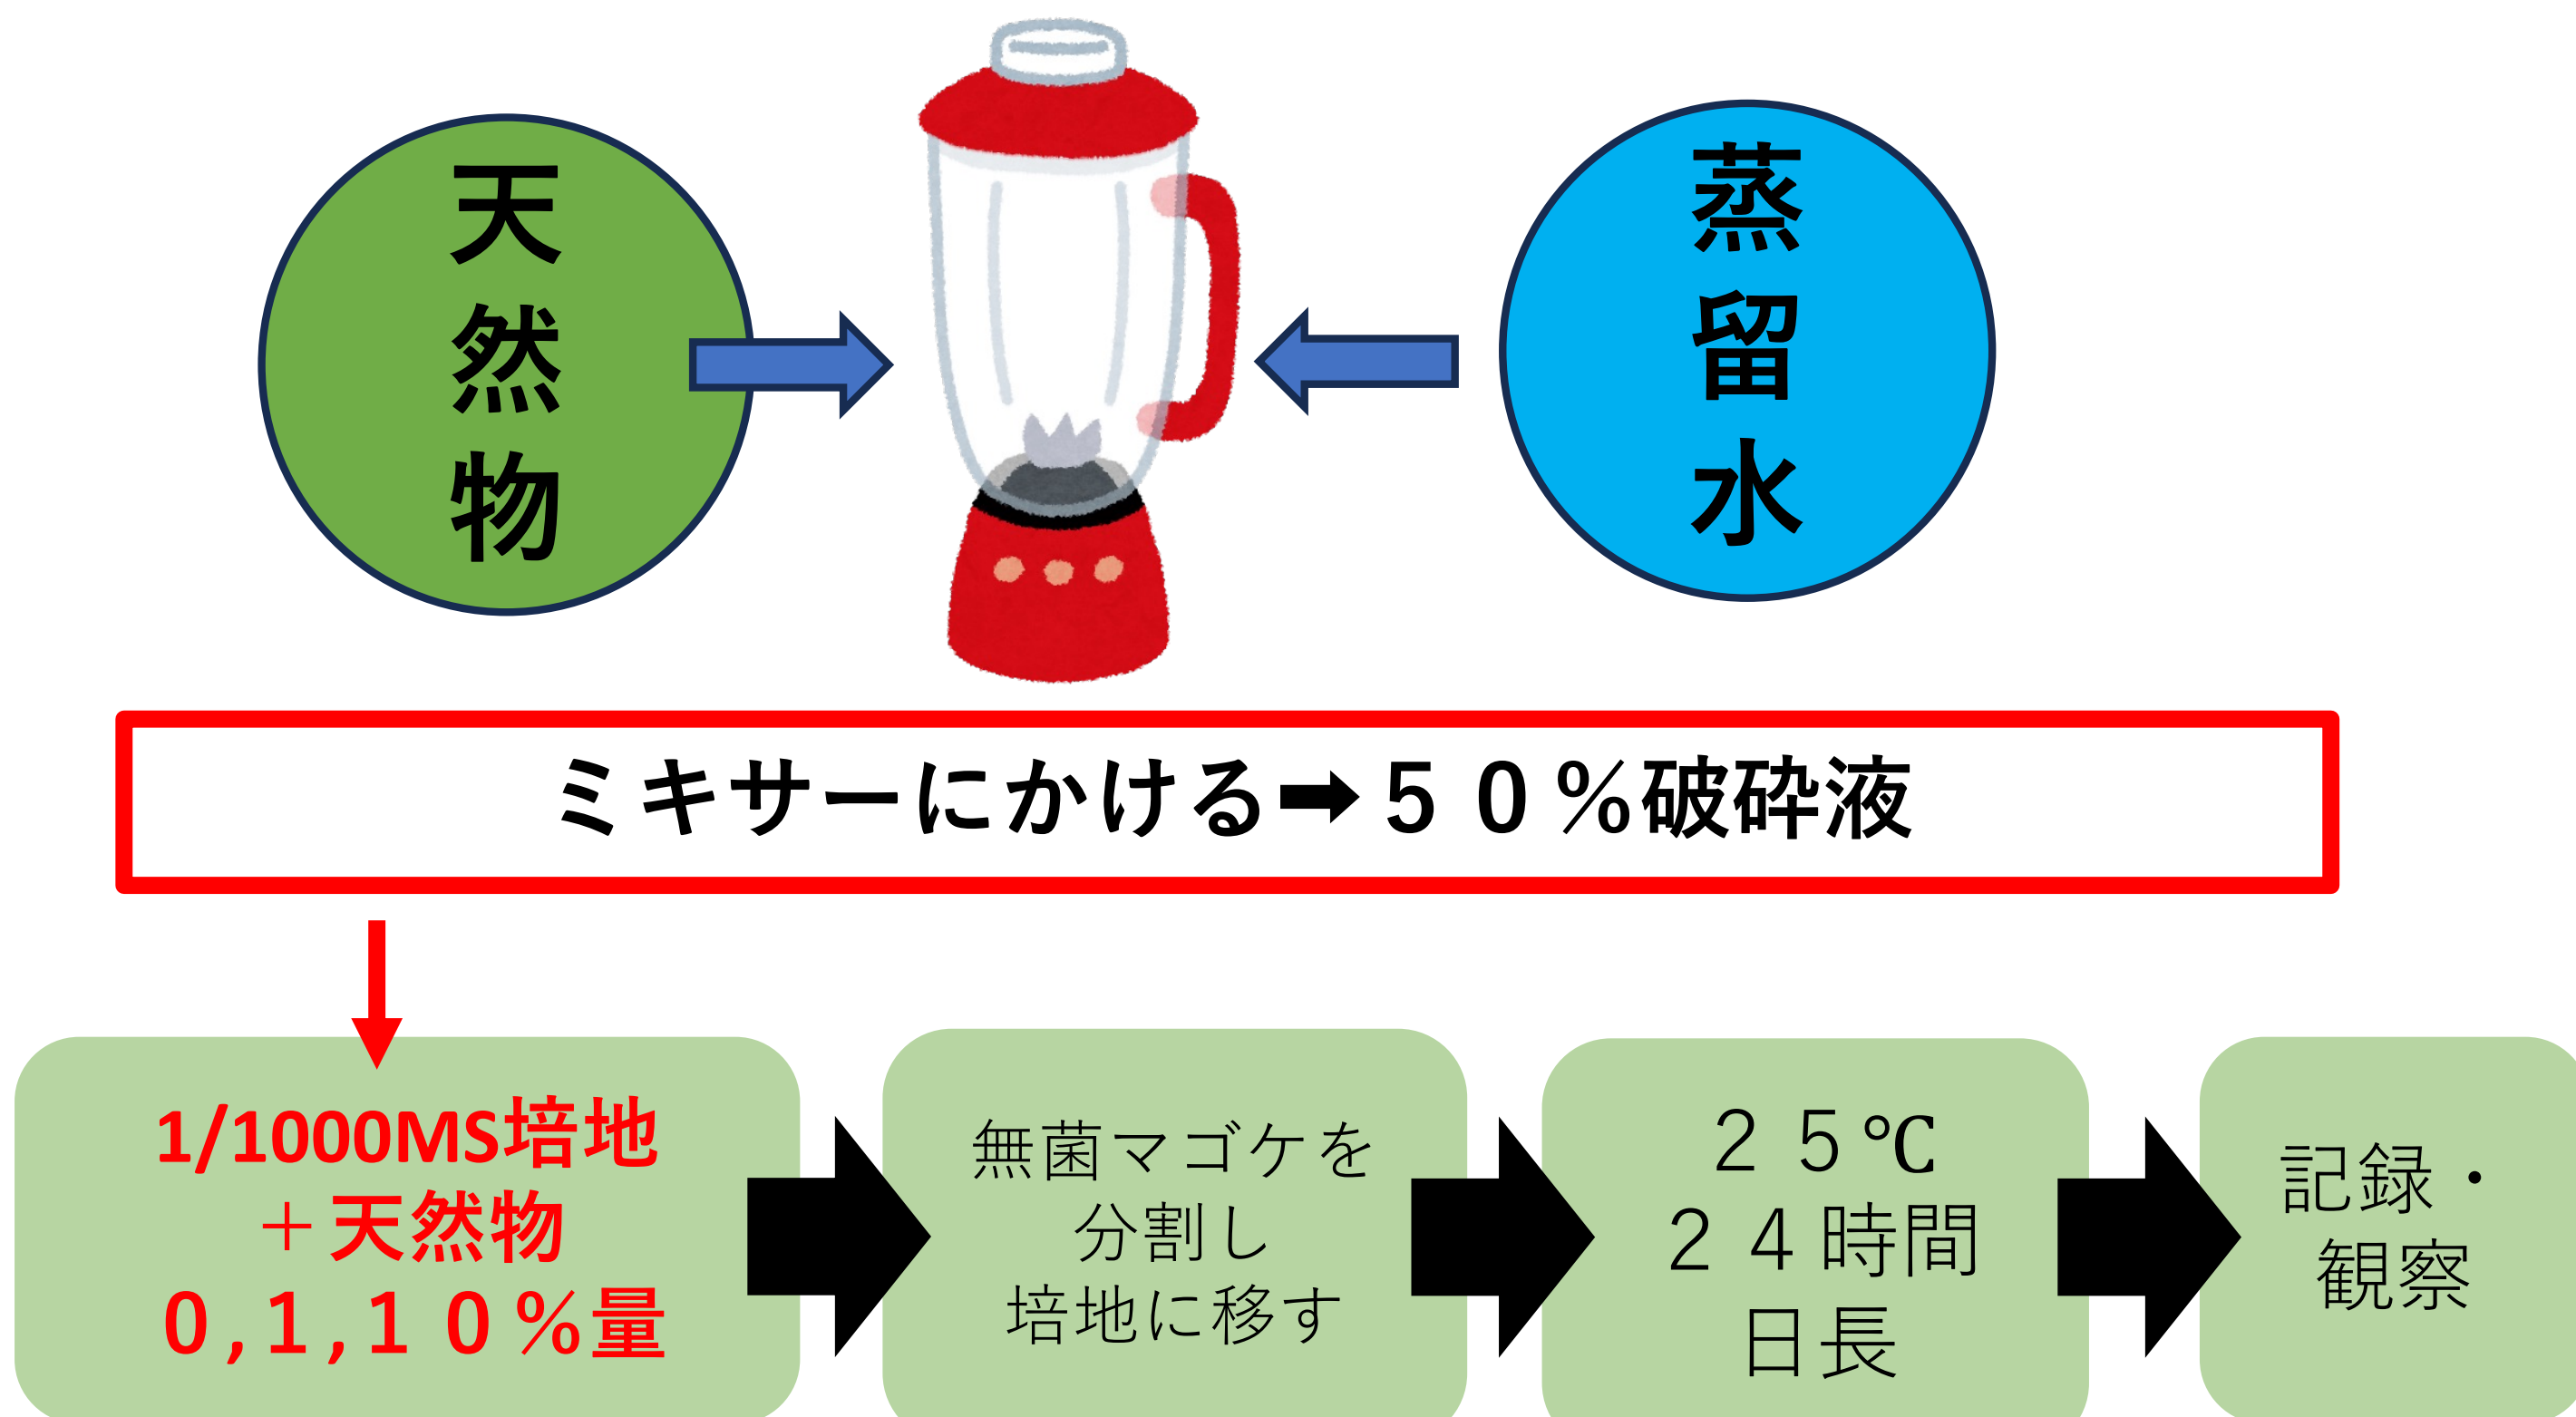 天然物
蒸留水
ミキサーにかける➡５０％破砕液
1/1000MS培地
＋天然物
０,１,１０％量
無菌マゴケを
分割し
培地に移す
２５℃
２４時間
日長
記録・
観察